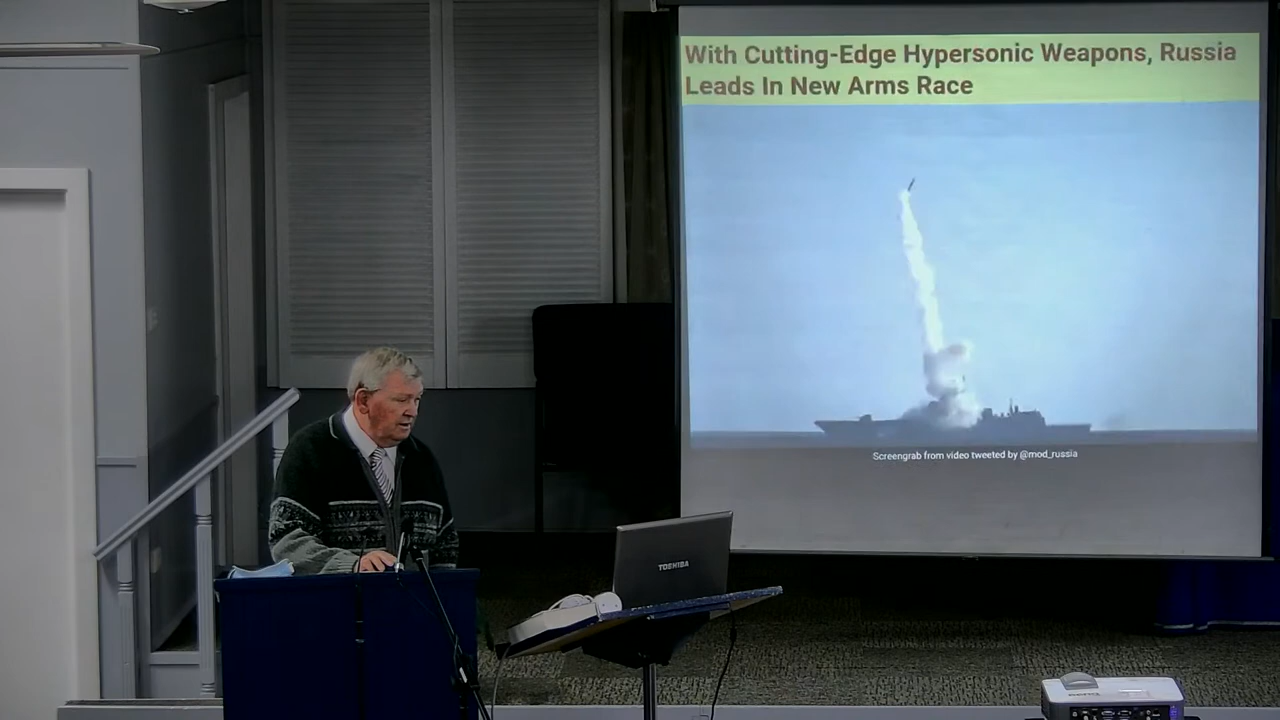 With Cutting-Edge Hypersonic Weapons, Russia
Leads In New Arms Race
Screengrab from video tweeted by @mod_russia
TOSHIBA